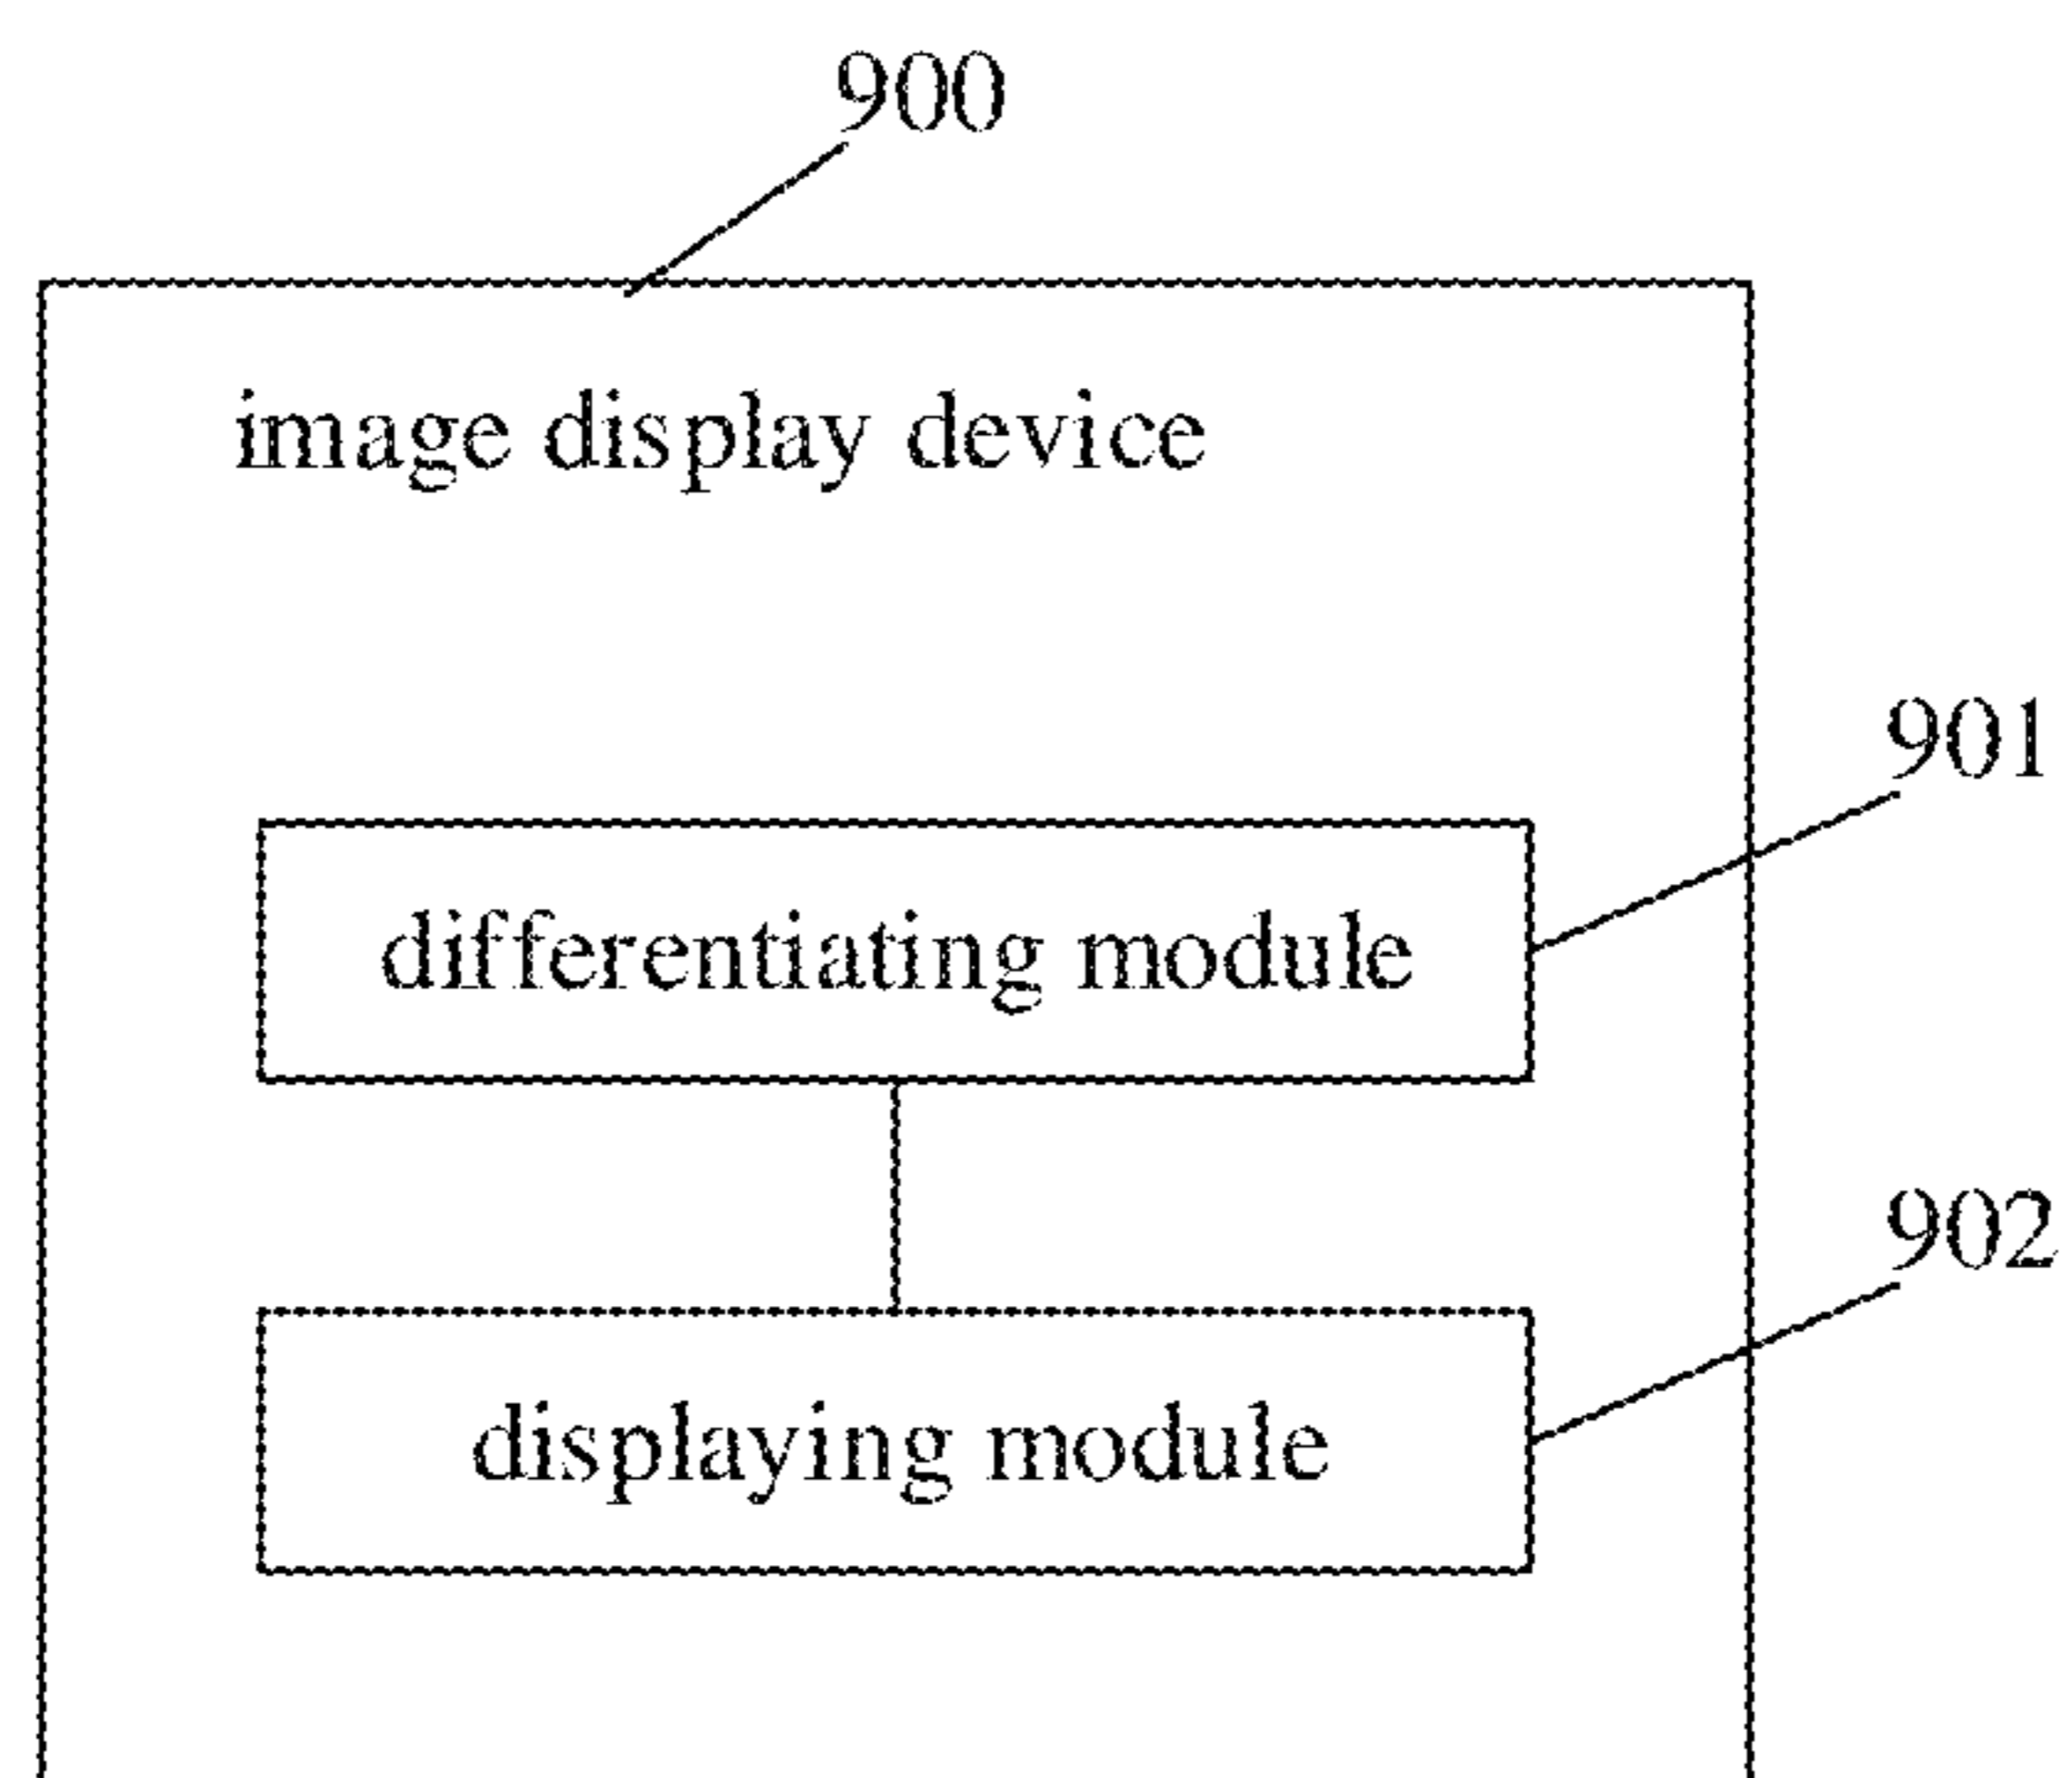 900
image display device
901
differentiating module
902
displaying module